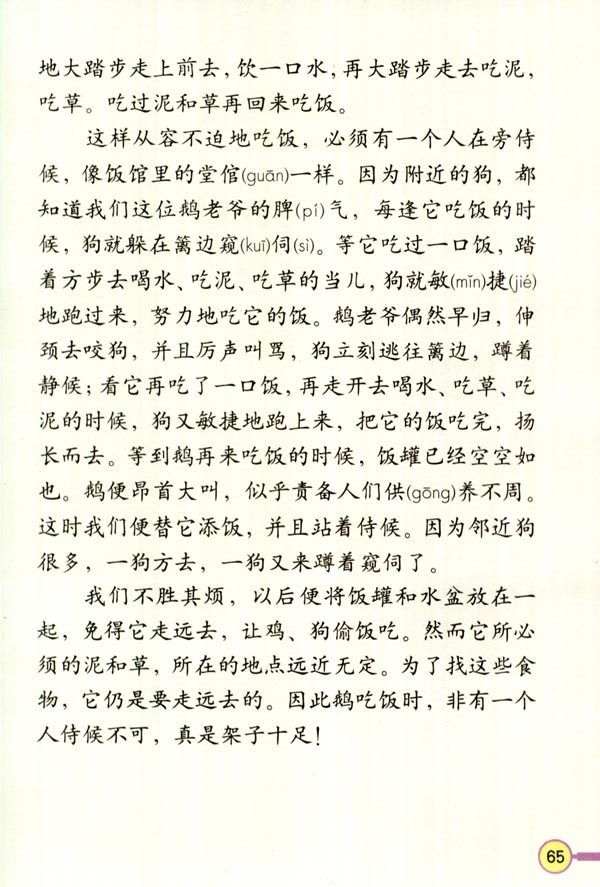 地大踏步走上前去，饮一口水，再大踏步走去吃泥，
吃草。吃过泥和草再回来吃饭。
这样从容不迫地吃饭，必须有一个人在旁侍
候，像饭馆里的堂倌(guān)一样。因为附近的狗，都
知道我们这位鹅老爷的脾(pí)气，每逢它吃饭的时
候，狗就躲在篱边窥(kuī)伺(sì)。等它吃过一口饭，踏
着方步去喝水、吃泥、吃草的当儿，狗就敏(mǐn)捷(jié)
地跑过来，努力地吃它的饭。鹅老爷偶然早归，伸
颈去咬狗，并且厉声叫骂，狗立刻逃往篱边，蹲着
静候；看它再吃了一口饭，再走开去喝水、吃草、吃
泥的时候，狗又敏捷地跑上来，把它的饭吃完，扬
长而去。等到鹅再来吃饭的时候，饭罐已经空空如
也。鹅便昂首大叫，似乎责备人们供(gōng)养不周。
这时我们便替它添饭，并且站着侍候。因为邻近狗
很多，一狗方去，一狗又来蹲着窥伺了。
我们不胜其烦，以后便将饭罐和水盆放在一
起，免得它走远去，让鸡、狗偷饭吃。然而它所必
须的泥和草，所在的地点远近无定。为了找这些食
物，它仍是要走远去的。因此鹅吃饭时，非有一个
人侍候不可，真是架子十足！
65